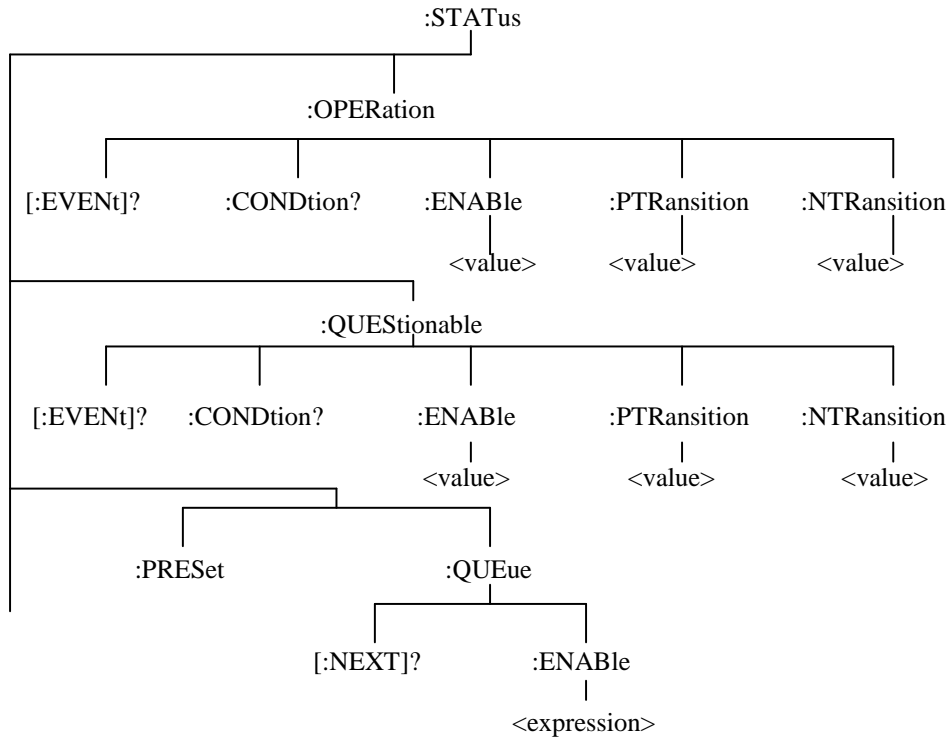 :STATus
:OPERation
[:EVENt]? :CONDtion? :ENABle :PTRansition :NTRansition
<value> <value> <value>
:QUEStionable
[:EVENt]? :CONDtion? :ENABle :PTRansition :NTRansition
<value> <value> <value>
:PRESet :QUEue
[:NEXT]? :ENABle
<expression>